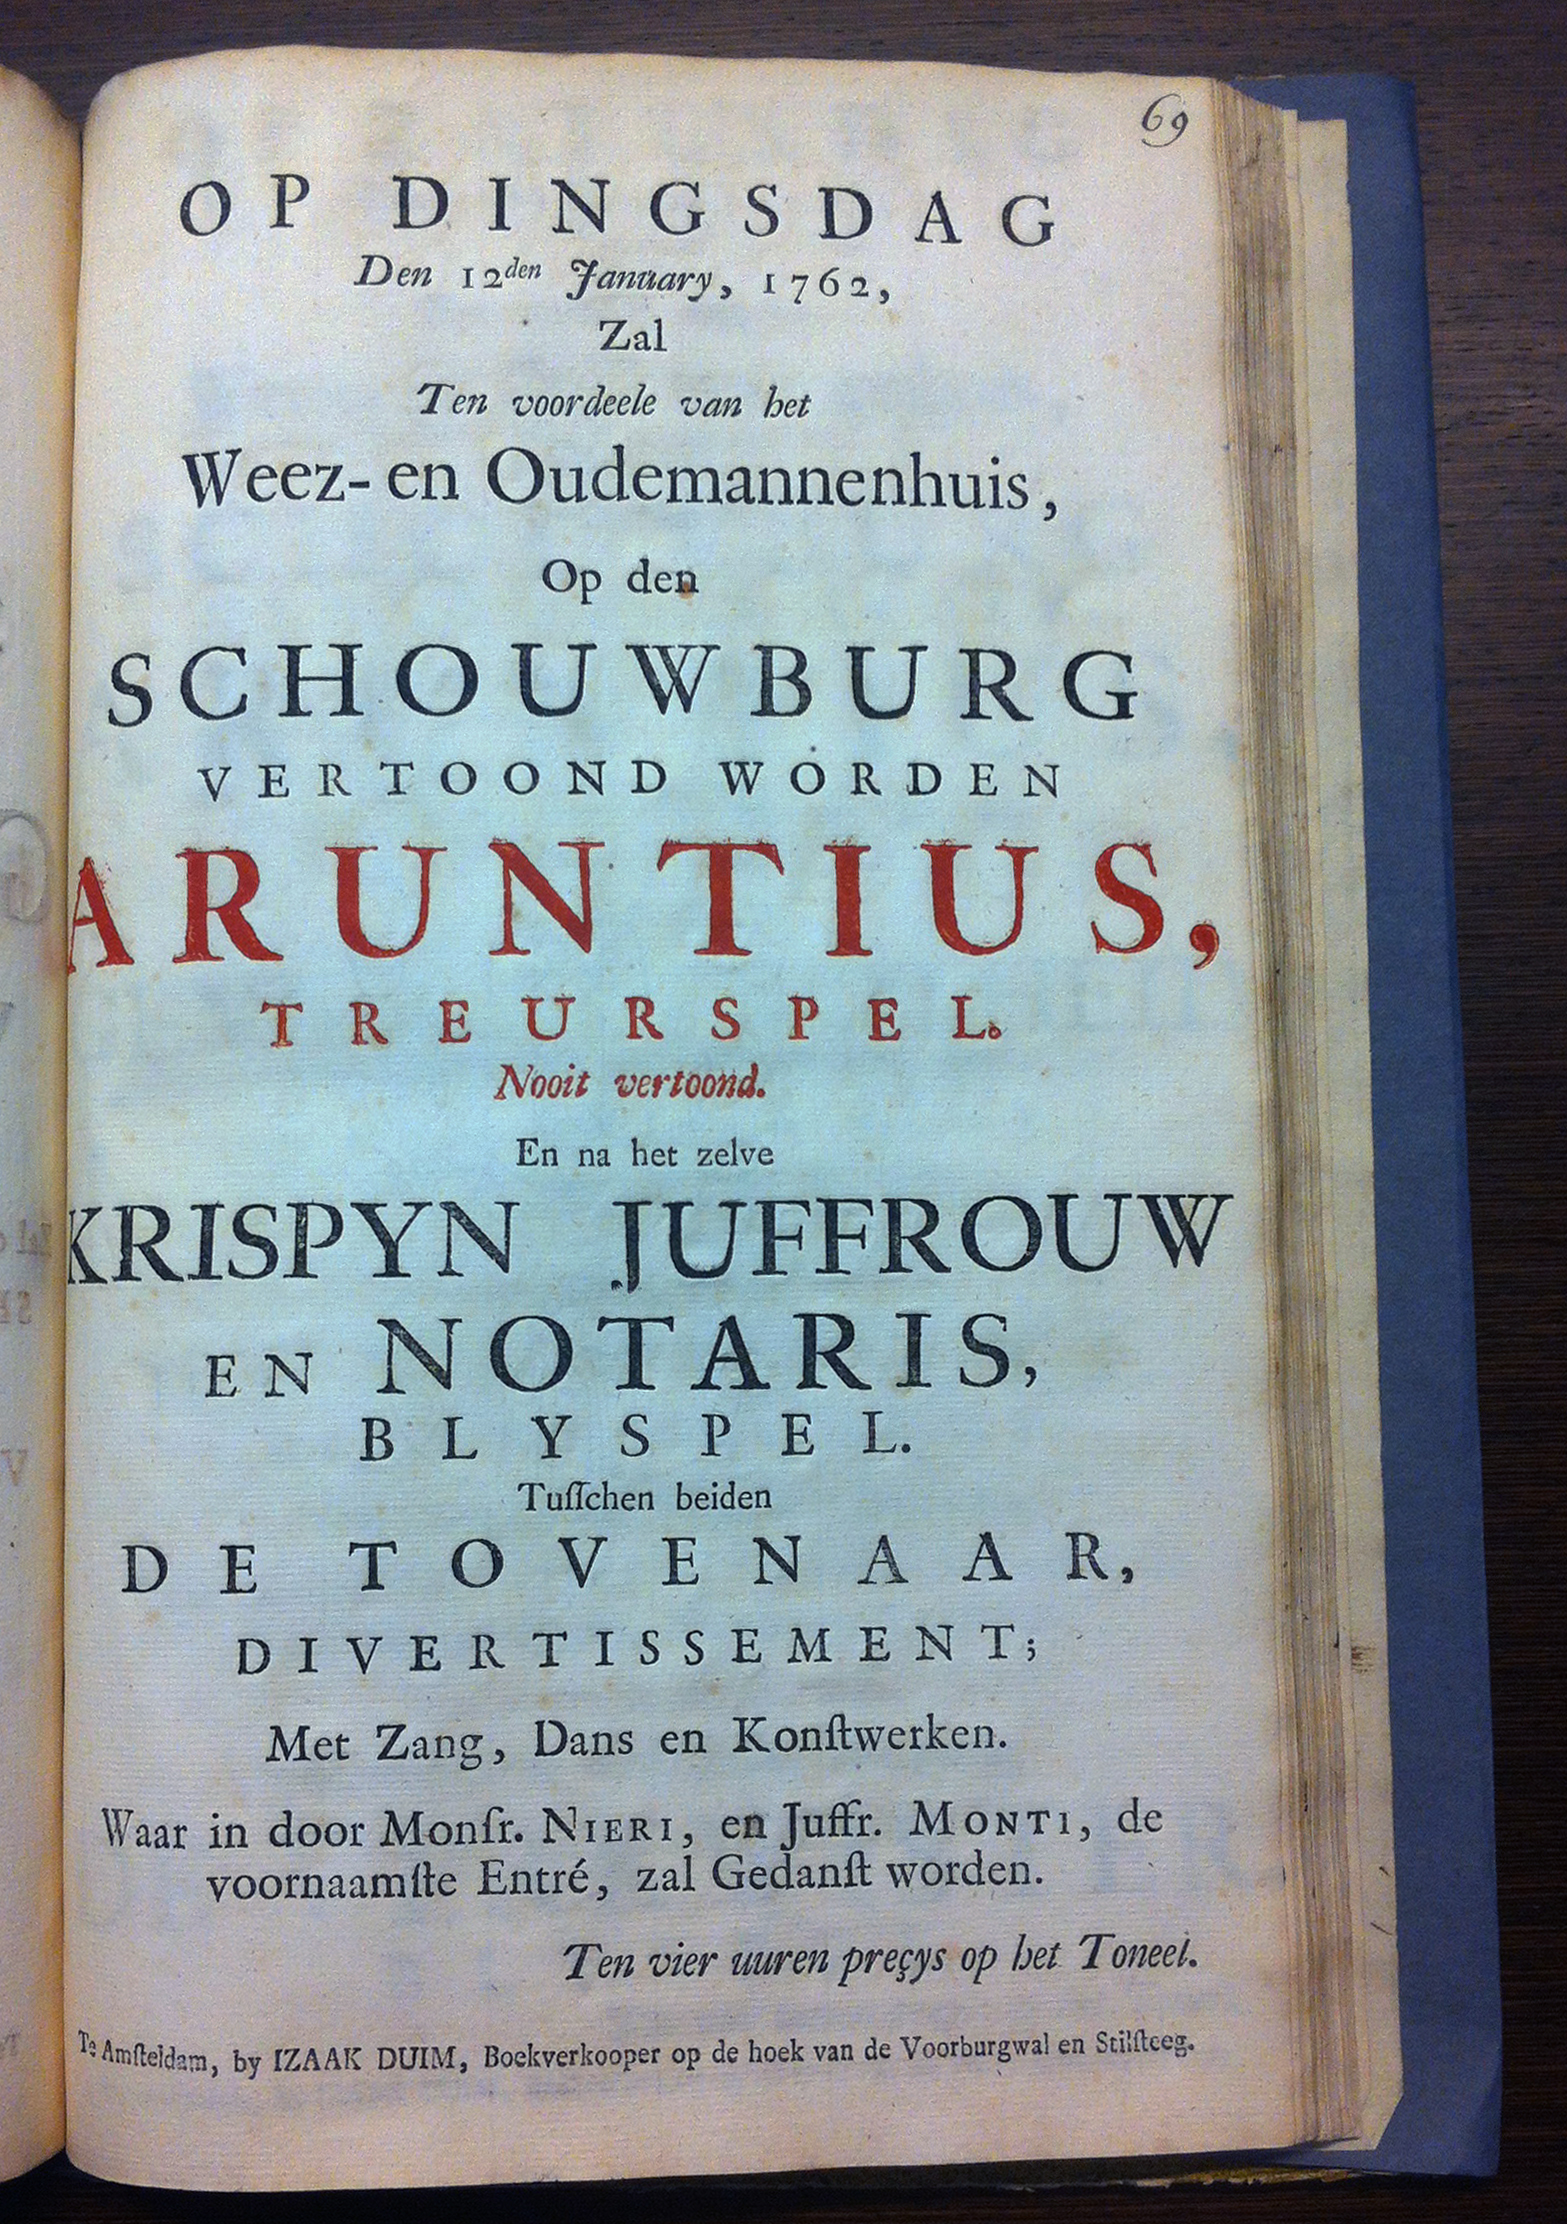 69
OP DINGSDAG
Den 12den January, 1762,
Zal
Ten voordeele van het
Weez- en Oudemannenhuis,
Op den
SCHOUWBURG
VERTOOND WORDEN
ARUNTIUS,
TREURSPEL.
Nooit vertoond.
En na het zelve
KRISPYN JUFFROUW
EN NOTARIS,
BLYSPEL.
Tuſſchen beiden
DE TOVENAAR,
DIVERTISSEMENT;
Met Zang, Dans en Konſtwerken.
Waar in door Monſr. NIERI, en Juffr. MONTI, de
voornaamſte Entré, zal Gedanſt worden.
Ten vier uuren preçys op het Toneel.
Te Amſteldam, by IZAAK DUIM, Boekverkooper op de hoek van de Voorburgwal en Stilſteeg.